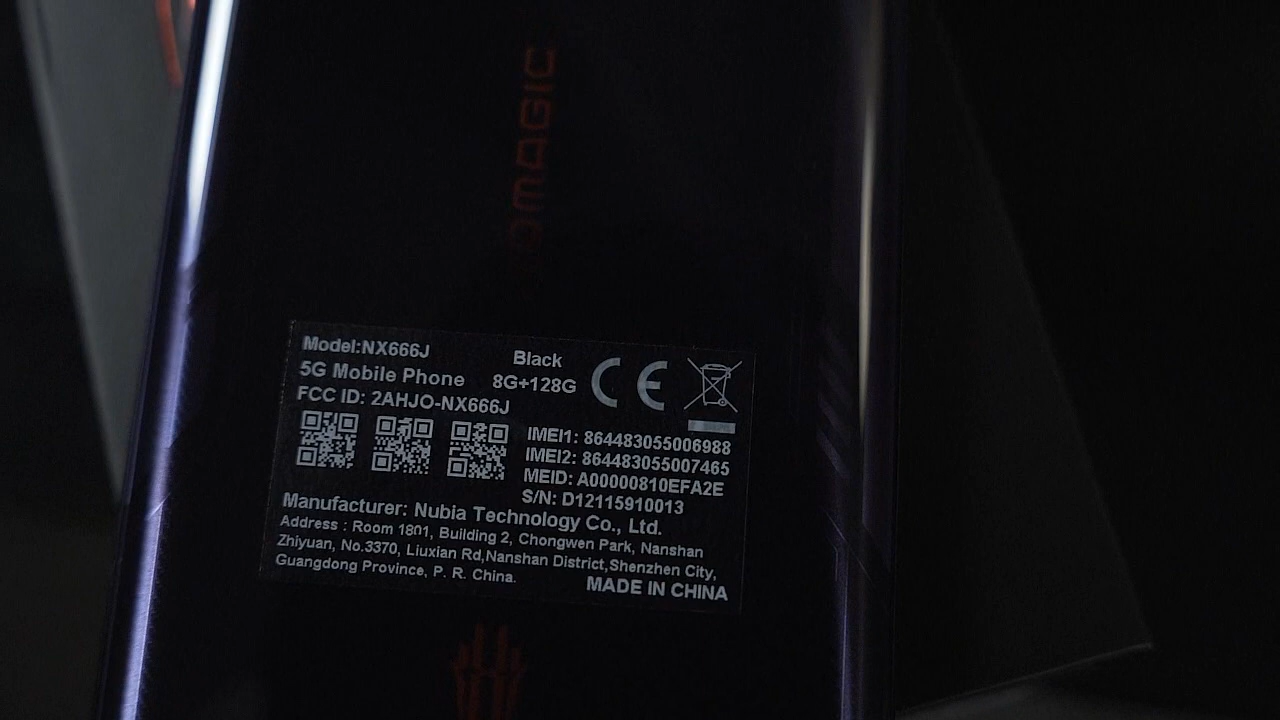 MAGIC
Model:NX666J
Black
5G Mobile Phone
8G+128G
FCC ID: 2AHJO-NX666J
CE
IMEI1: 864483055006988
IMEI2: 864483055007465
MEID: A00000810EFA2E
S/N: D12115910013
Manufacturer: Nubia Technology Co., Ltd.
Address : Room 1801, Building 2, Chongwen Park, Nanshan
Zhiyuan, No.3370, Liuxian Rd,Nanshan District,Shenzhen City,
Guangdong Province, P. R. China.
MADE IN CHINA